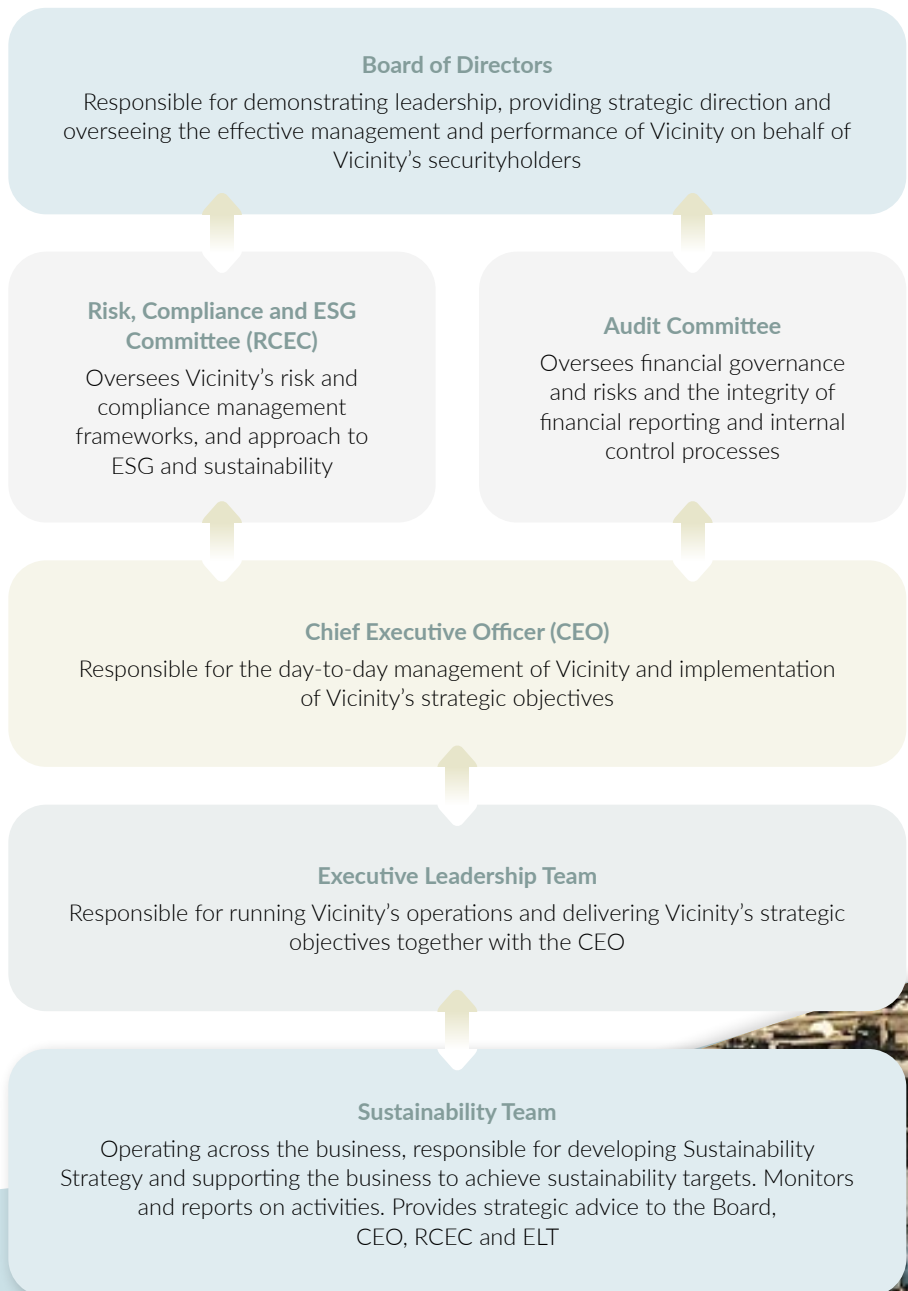 Board of Directors
Responsible for demonstrating leadership, providing strategic direction and
overseeing the effective management and performance of Vicinity on behalf of
Vicinity’s securityholders
Risk, Compliance and ESG
Committee (RCEC)
Oversees Vicinity’s risk and
compliance management
frameworks, and approach to
ESG and sustainability
Audit Committee
Oversees financial governance
and risks and the integrity of
financial reporting and internal
control processes
Chief Executive Officer (CEO)
Responsible for the day-to-day management of Vicinity and implementation
of Vicinity’s strategic objectives
Executive Leadership Team
Responsible for running Vicinity’s operations and delivering Vicinity’s strategic
objectives together with the CEO
Sustainability Team
Operating across the business, responsible for developing Sustainability
Strategy and supporting the business to achieve sustainability targets. Monitors
and reports on activities. Provides strategic advice to the Board,
CEO, RCEC and ELT